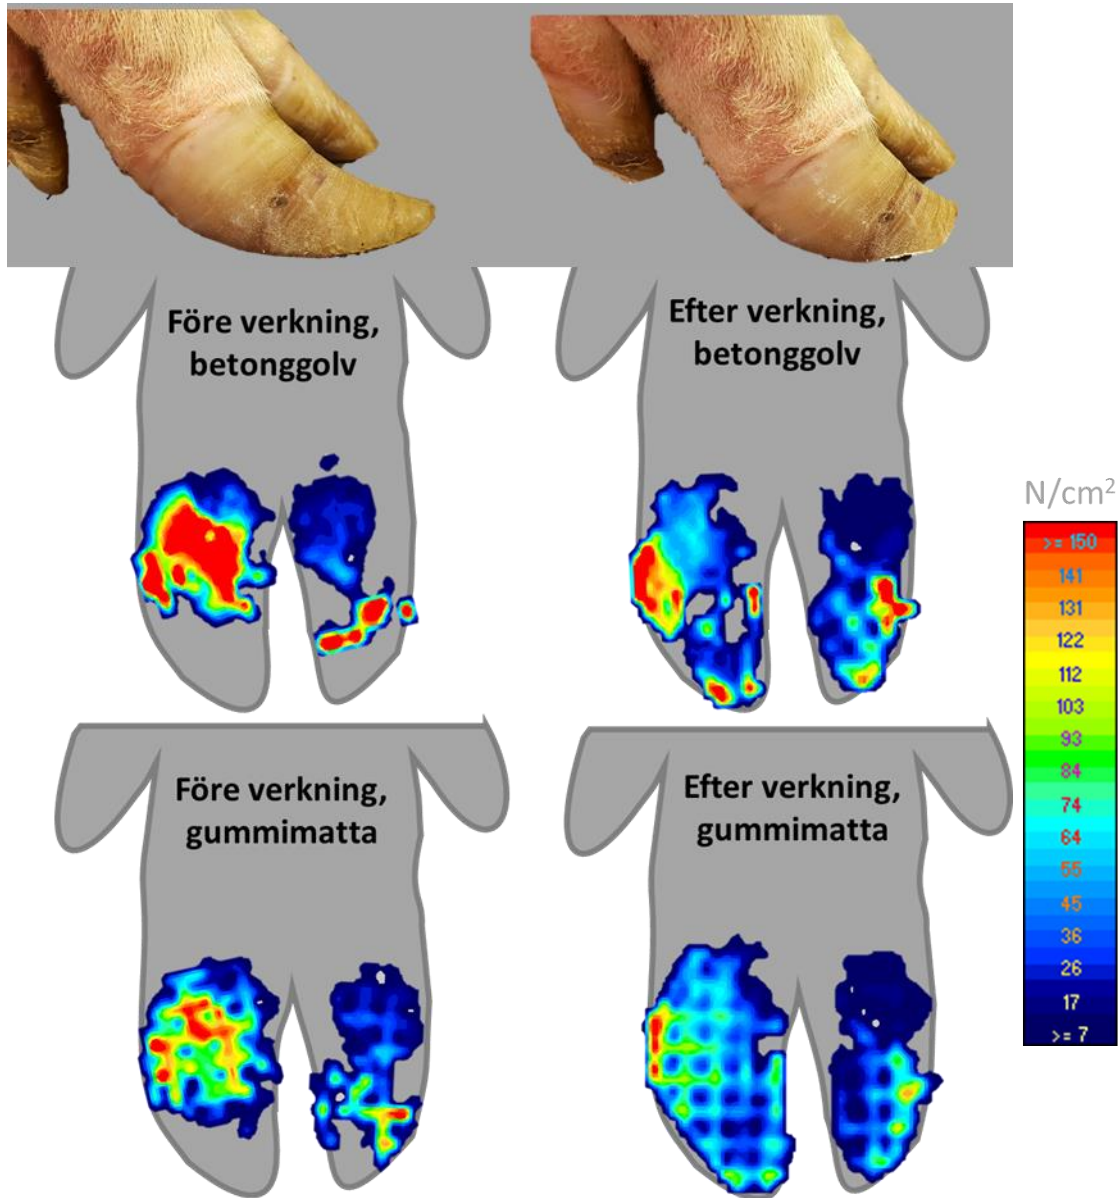 Före verkning,
betonggolv
Efter verkning,
betonggolv
N/cm²
>= 150
141
131
122
112
103
93
84
74
64
55
45
36
26
17
>= 7
Före verkning,
gummimatta
Efter verkning,
gummimatta